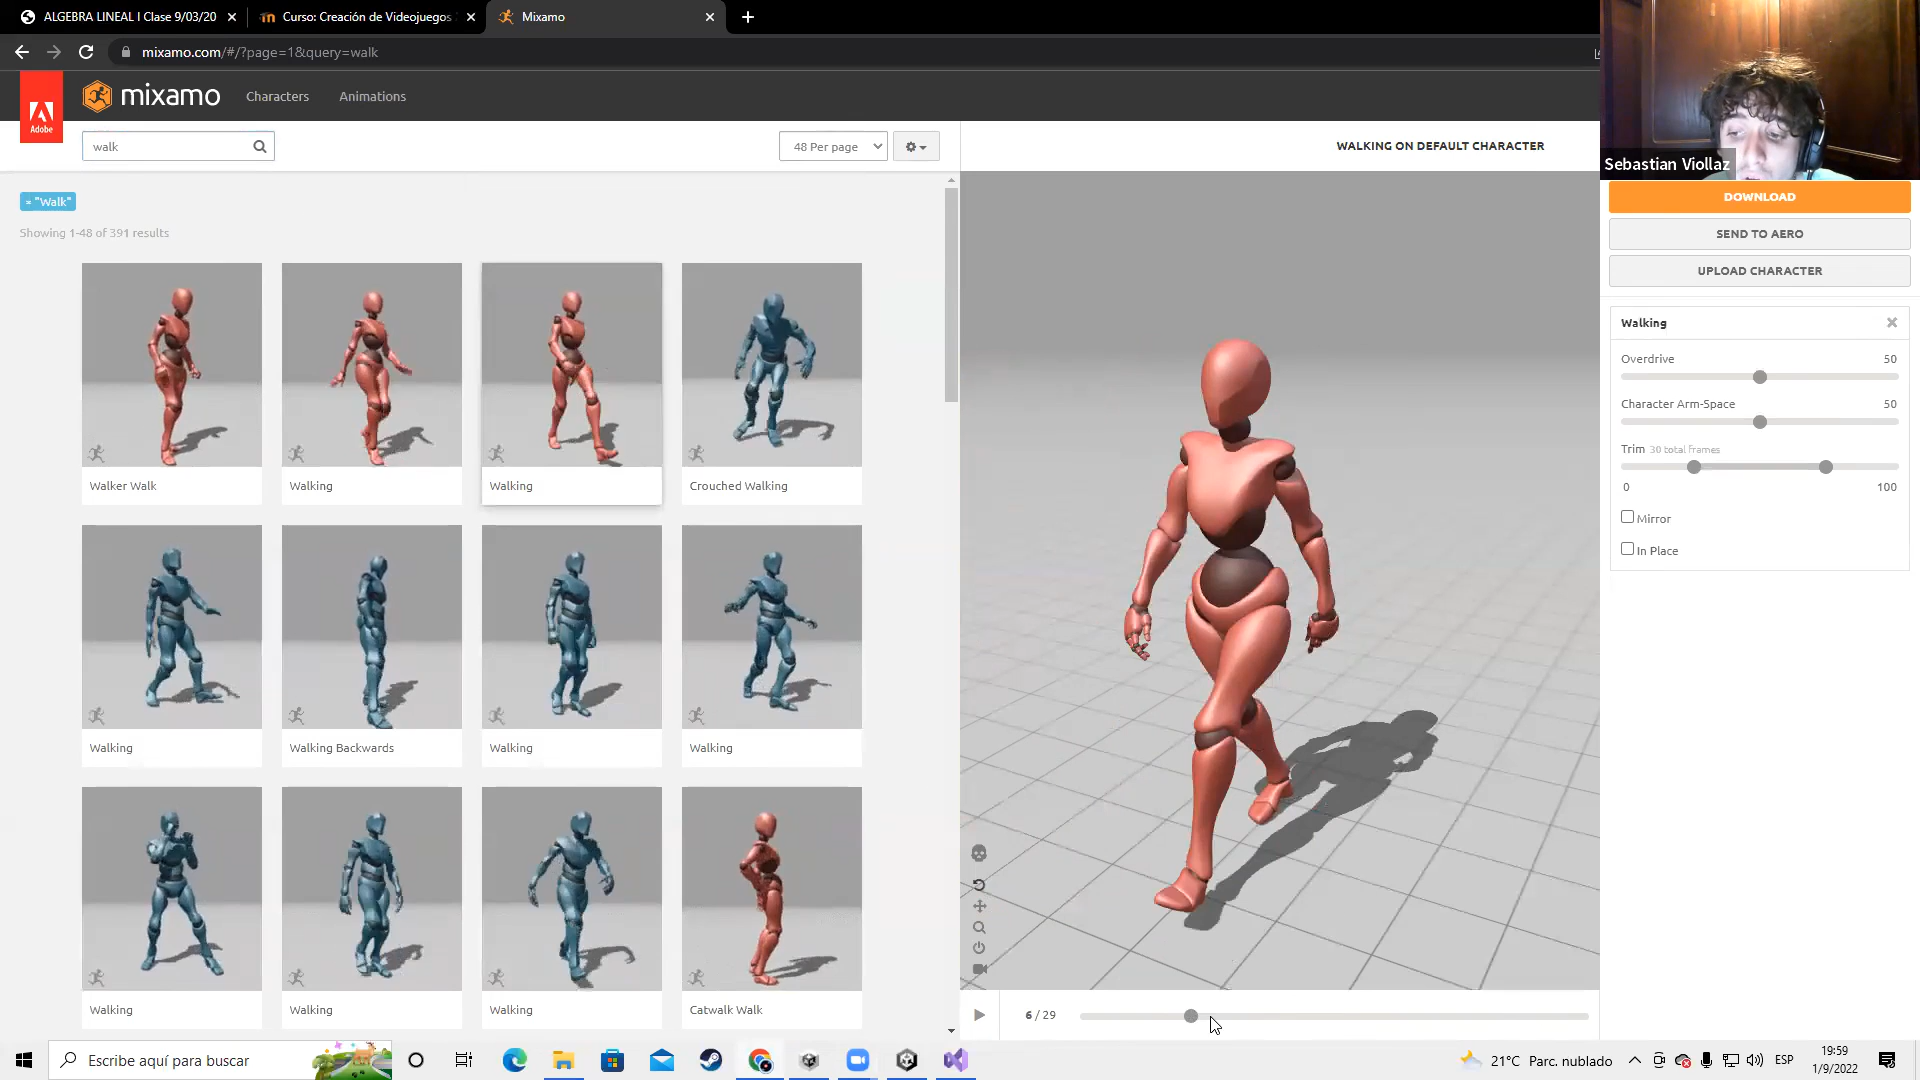 ALGEBRA LINEAL I Clase 9/03/20
Curso: Creación de Videojuegos
Mixamo
mixamo.com/#/?page=1&query=walk
Adobe
mixamo
Characters
Animations
walk
48 Per page
WALKING ON DEFAULT CHARACTER
Sebastian Viollaz
× "Walk"
Showing 1-48 of 391 results
DOWNLOAD
SEND TO AERO
UPLOAD CHARACTER
Walking
Overdrive 50
Character Arm-Space 50
Trim 30 total frames
0 100
Mirror
In Place
Walker Walk
Walking
Walking
Crouched Walking
Walking
Walking Backwards
Walking
Walking
Walking
Walking
Walking
Catwalk Walk
6 / 29
Escribe aquí para buscar
21°C Parc. nublado
ESP
19:59
1/9/2022